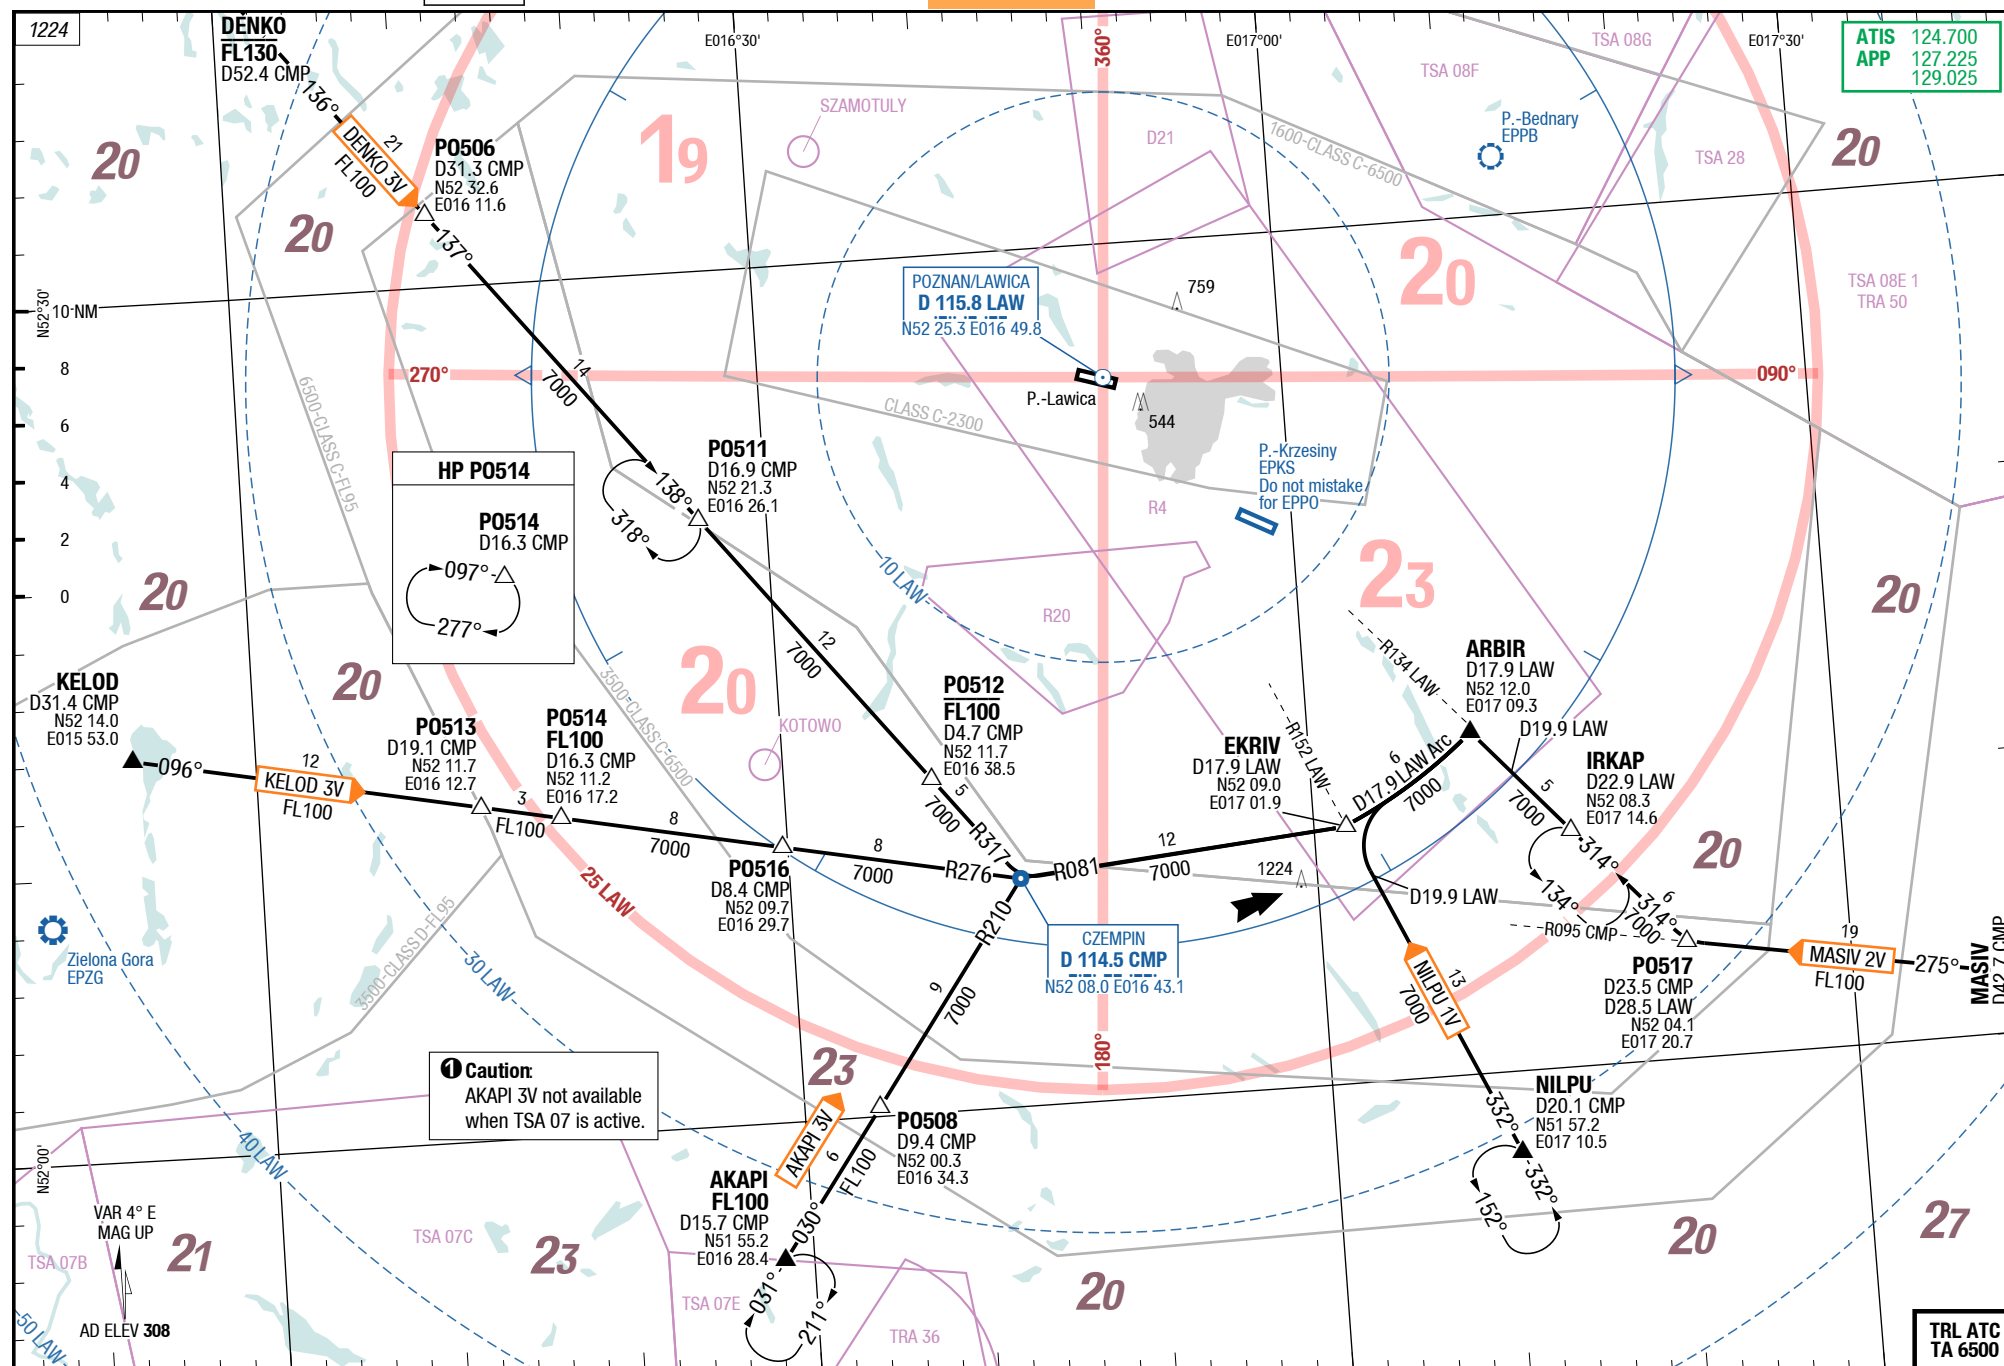 1224
DENKO
FL130
D52.4 CMP
E016°30'
360°
E017°00'
TSA 08G
E017°30'
ATIS 124.700
APP 127.225
129.025
TSA 08F
136°
21
DENKO 3V
FL100
SZAMOTULY
19
D21
1600-CLASS C-6500
P.-Bednary
EPPB
TSA 28
20
20
PO506
D31.3 CMP
N52 32.6
E016 11.6
20
137°
20
POZNAN/LAWICA
D 115.8 LAW
N52 25.3 E016 49.8
759
TSA 08E 1
TRA 50
N52°30'
10 NM
8
6
4
2
0
270°
090°
14
7000
6500-CLASS C-FL95
P.-Lawica
CLASS C-2300
544
HP PO514
PO514
D16.3 CMP
097°
277°
PO511
D16.9 CMP
N52 21.3
E016 26.1
138°
318°
P.-Krzesiny
EPKS
Do not mistake
for EPPO
R4
10 LAW
R20
23
20
20
12
7000
KELOD
D31.4 CMP
N52 14.0
E015 53.0
20
3500-CLASS C-6500
20
R134 LAW
ARBIR
D17.9 LAW
N52 12.0
E017 09.3
PO512
FL100
D4.7 CMP
N52 11.7
E016 38.5
PO513
D19.1 CMP
N52 11.7
E016 12.7
PO514
FL100
D16.3 CMP
N52 11.2
E016 17.2
KOTOWO
R152 LAW
EKRIV
D17.9 LAW
N52 09.0
E017 01.9
6
D17.9 LAW Arc
7000
D19.9 LAW
IRKAP
D22.9 LAW
N52 08.3
E017 14.6
5
7000
096°
12
KELOD 3V
FL100
3
FL100
8
7000
8
7000
5
7000
R317
R276
R081
12
7000
1224
D19.9 LAW
314°
134°
20
PO516
D8.4 CMP
N52 09.7
E016 29.7
25 LAW
R210
CZEMPIN
D 114.5 CMP
N52 08.0 E016 43.1
R095 CMP
6
314°
7000
19
MASIV 2V
FL100
275°
MASIV
D42.7 CMP
PO517
D23.5 CMP
D28.5 LAW
N52 04.1
E017 20.7
Zielona Gora
EPZG
3500-CLASS D-FL95
30 LAW
9
7000
13
NILPU 1V
7000
180°
❶ Caution:
AKAPI 3V not available
when TSA 07 is active.
23
AKAPI 3V
6
FL100
PO508
D9.4 CMP
N52 00.3
E016 34.3
332°
NILPU
D20.1 CMP
N51 57.2
E017 10.5
N52°00'
40 LAW
AKAPI
FL100
D15.7 CMP
N51 55.2
E016 28.4
030°
031°
211°
332°
152°
VAR 4° E
MAG UP
TSA 07B
21
TSA 07C
23
TSA 07E
TRA 36
20
20
27
50 LAW
AD ELEV 308
TRL ATC
TA 6500